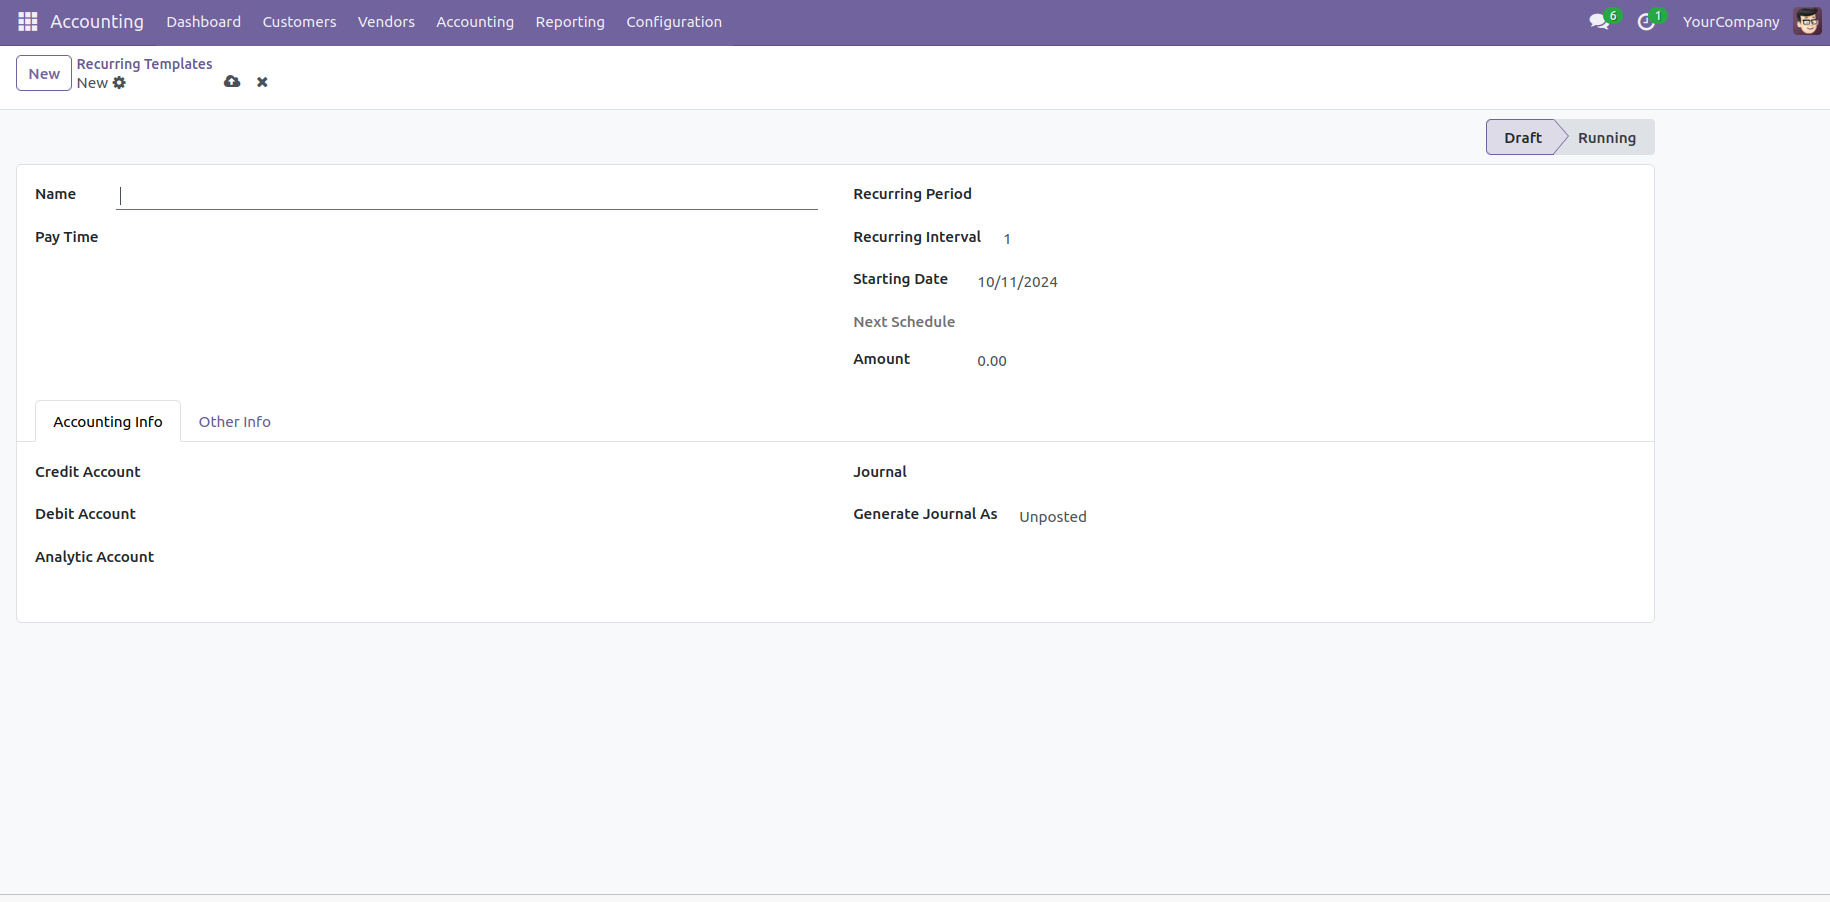 Accounting Dashboard Customers Vendors Accounting Reporting Configuration 6 1 YourCompany
New Recurring Templates
New
Draft Running
Name Recurring Period
Pay Time Recurring Interval 1
Starting Date 10/11/2024
Next Schedule
Amount 0.00
Accounting Info Other Info
Credit Account Journal
Debit Account Generate Journal As Unposted
Analytic Account